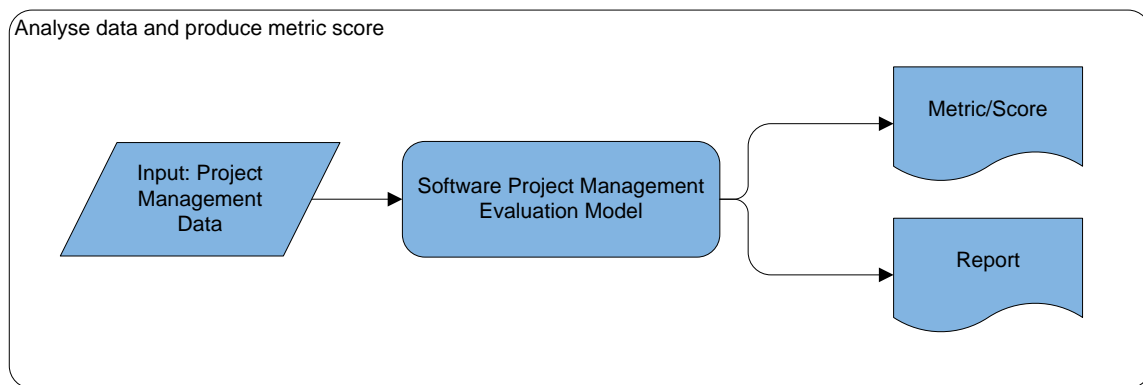 Analyse data and produce metric score
Input: Project
Management
Data
Software Project Management
Evaluation Model
Metric/Score
Report